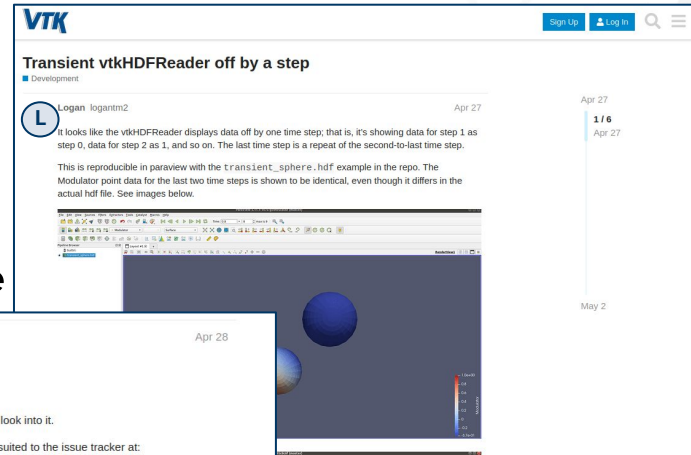 VTK
Sign Up
Log In
Transient vtkHDFReader off by a step
Development
L
Logan logantm2
Apr 27
It looks like the vtkHDFReader displays data off by one time step; that is, it's showing data for step 1 as
step 0, data for step 2 as 1, and so on. The last time step is a repeat of the second-to-last time step.
This is reproducible in paraview with the transient_sphere.hdf example in the repo. The
Modulator point data for the last two time steps is shown to be identical, even though it differs in the
actual hdf file. See images below.
Apr 27
1 / 6
Apr 27
May 2
e
Apr 28
look into it.
suited to the issue tracker at: